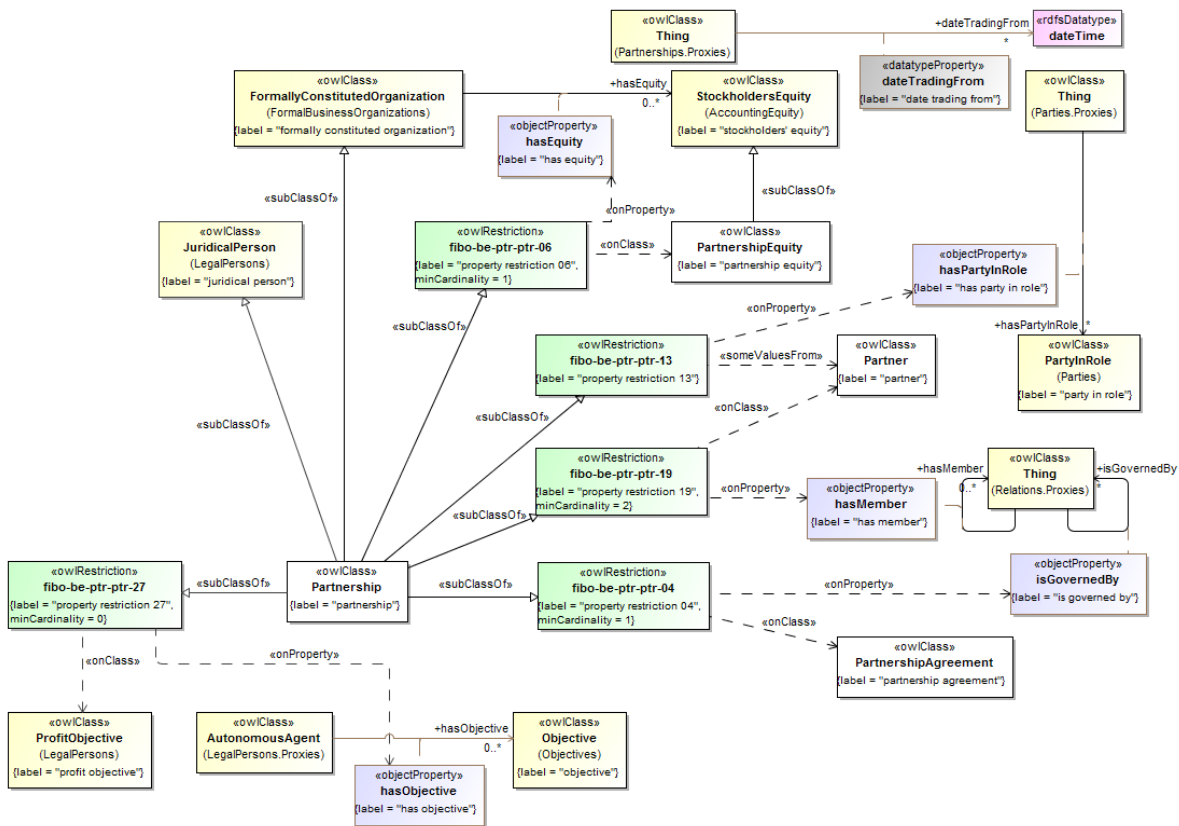 «owlClass»
Thing
(Partnerships.Proxies)
+dateTradingFrom
*
«rdfsDatatype»
dateTime
«datatypeProperty»
dateTradingFrom
{label = "date trading from"}
«owlClass»
Thing
(Parties.Proxies)
«owlClass»
FormallyConstitutedOrganization
(FormalBusinessOrganizations)
{label = "formally constituted organization"}
+hasEquity
0..*
«owlClass»
StockholdersEquity
(AccountingEquity)
{label = "stockholders' equity"}
«objectProperty»
hasEquity
{label = "has equity"}
«subClassOf»
«subClassOf»
«onProperty»
«owlClass»
JuridicalPerson
(LegalPersons)
{label = "juridical person"}
«owlRestriction»
fibo-be-ptr-ptr-06
{label = "property restriction 06",
minCardinality = 1}
«onClass»
«owlClass»
PartnershipEquity
{label = "partnership equity"}
«objectProperty»
hasPartyInRole
{label = "has party in role"}
«subClassOf»
«onProperty»
+hasPartyInRole
*
«owlRestriction»
fibo-be-ptr-ptr-13
{label = "property restriction 13"}
«someValuesFrom»
«owlClass»
Partner
{label = "partner"}
«owlClass»
PartyInRole
(Parties)
{label = "party in role"}
«subClassOf»
«subClassOf»
«onClass»
«owlRestriction»
fibo-be-ptr-ptr-19
{label = "property restriction 19",
minCardinality = 2}
«onProperty»
«objectProperty»
hasMember
{label = "has member"}
+hasMember
0..*
«owlClass»
Thing
(Relations.Proxies)
+isGovernedBy
*
«subClassOf»
«owlRestriction»
fibo-be-ptr-ptr-27
{label = "property restriction 27",
minCardinality = 0}
«subClassOf»
«owlClass»
Partnership
{label = "partnership"}
«subClassOf»
«owlRestriction»
fibo-be-ptr-ptr-04
{label = "property restriction 04",
minCardinality = 1}
«onProperty»
«objectProperty»
isGovernedBy
{label = "is governed by"}
«onClass»
«owlClass»
PartnershipAgreement
{label = "partnership agreement"}
«onClass»
«onProperty»
«owlClass»
ProfitObjective
(LegalPersons)
{label = "profit objective"}
«owlClass»
AutonomousAgent
(LegalPersons.Proxies)
+hasObjective
0..*
«owlClass»
Objective
(Objectives)
{label = "objective"}
«objectProperty»
hasObjective
{label = "has objective"}